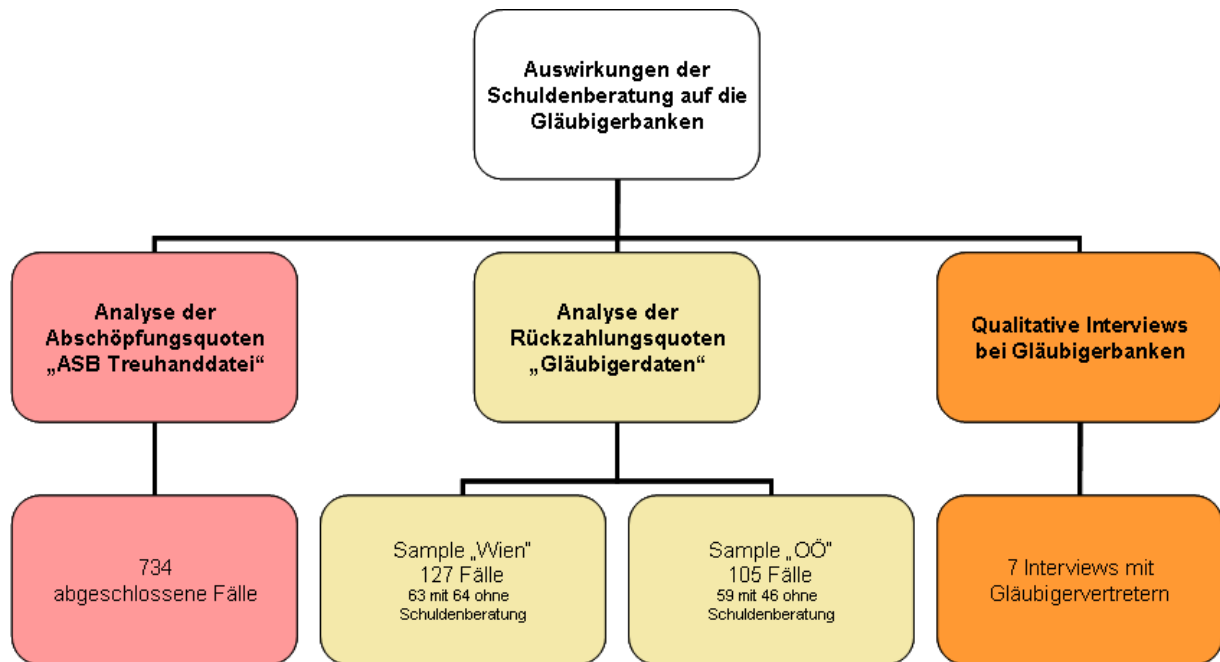 Auswirkungen der
Schuldenberatung auf die
Gläubigerbanken
Analyse der
Abschöpfungsquoten
„ASB Treuhanddatei“
Analyse der
Rückzahlungsquoten
„Gläubigerdaten“
Qualitative Interviews
bei Gläubigerbanken
734
abgeschlossene Fälle
Sample „Wien“
127 Fälle
63 mit 64 ohne
Schuldenberatung
Sample „OÖ“
105 Fälle
59 mit 46 ohne
Schuldenberatung
7 Interviews mit
Gläubigervertretern